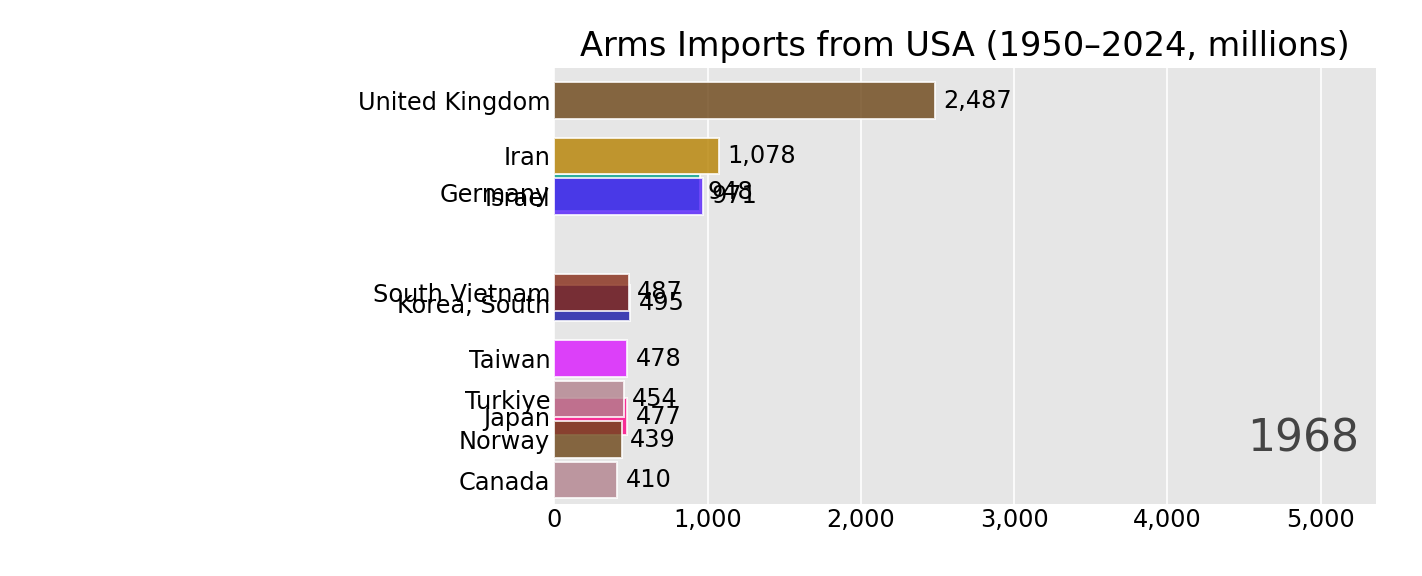 Arms Imports from USA (1950–2024, millions)
United Kingdom 2,487
Iran 1,078
Germany 948
Israel 971
South Vietnam 487
Korea, South 495
Taiwan 478
Turkiye 454
Japan 477
Norway 439
1968
Canada 410
0 1,000 2,000 3,000 4,000 5,000